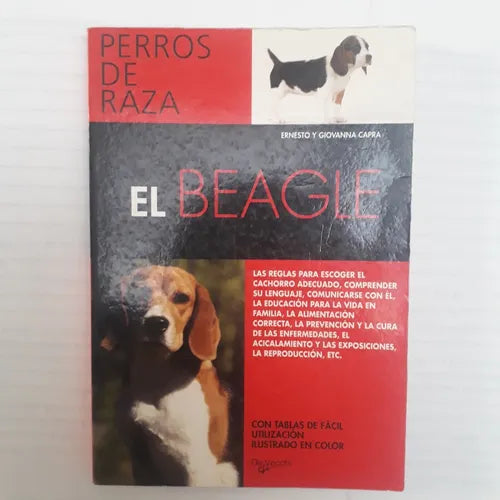 PERROS
DE
RAZA
ERNESTO Y GIOVANNA CAPRA
EL BEAGLE
LAS REGLAS PARA ESCOGER EL
CACHORRO ADECUADO, COMPRENDER
SU LENGUAJE, COMUNICARSE CON ÉL,
LA EDUCACIÓN PARA LA VIDA EN
FAMILIA, LA ALIMENTACIÓN
CORRECTA, LA PREVENCIÓN Y LA CURA
DE LAS ENFERMEDADES, EL
ACICALAMIENTO Y LAS EXPOSICIONES,
LA REPRODUCCIÓN, ETC.
CON TABLAS DE FÁCIL
UTILIZACIÓN
ILUSTRADO EN COLOR
De Vecchi